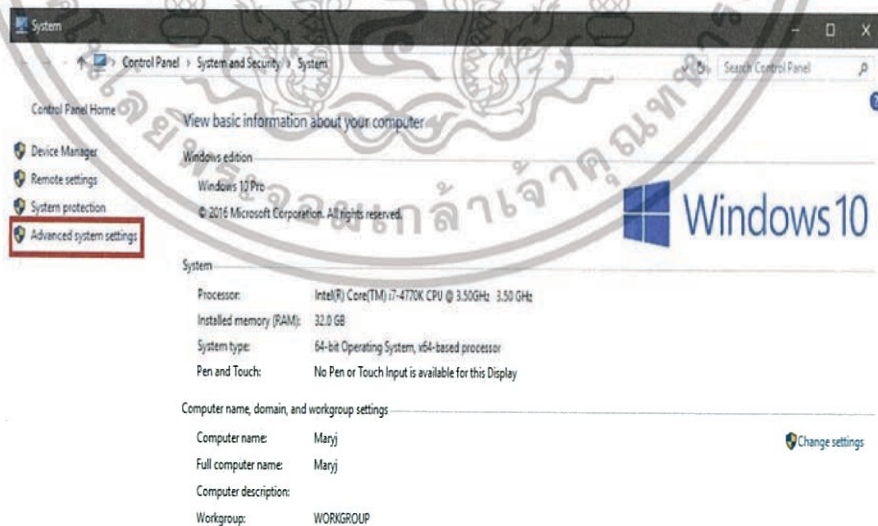 System
Control Panel › System and Security › System
Search Control Panel
Control Panel Home
Device Manager
Remote settings
System protection
Advanced system settings
View basic information about your computer
Windows edition
Windows 10 Pro
© 2016 Microsoft Corporation. All rights reserved.
Windows 10
System
Processor: Intel(R) Core(TM) i7-4770K CPU @ 3.50GHz 3.50 GHz
Installed memory (RAM): 32.0 GB
System type: 64-bit Operating System, x64-based processor
Pen and Touch: No Pen or Touch Input is available for this Display
Computer name, domain, and workgroup settings
Computer name: Maryj
Change settings
Full computer name: Maryj
Computer description:
Workgroup: WORKGROUP